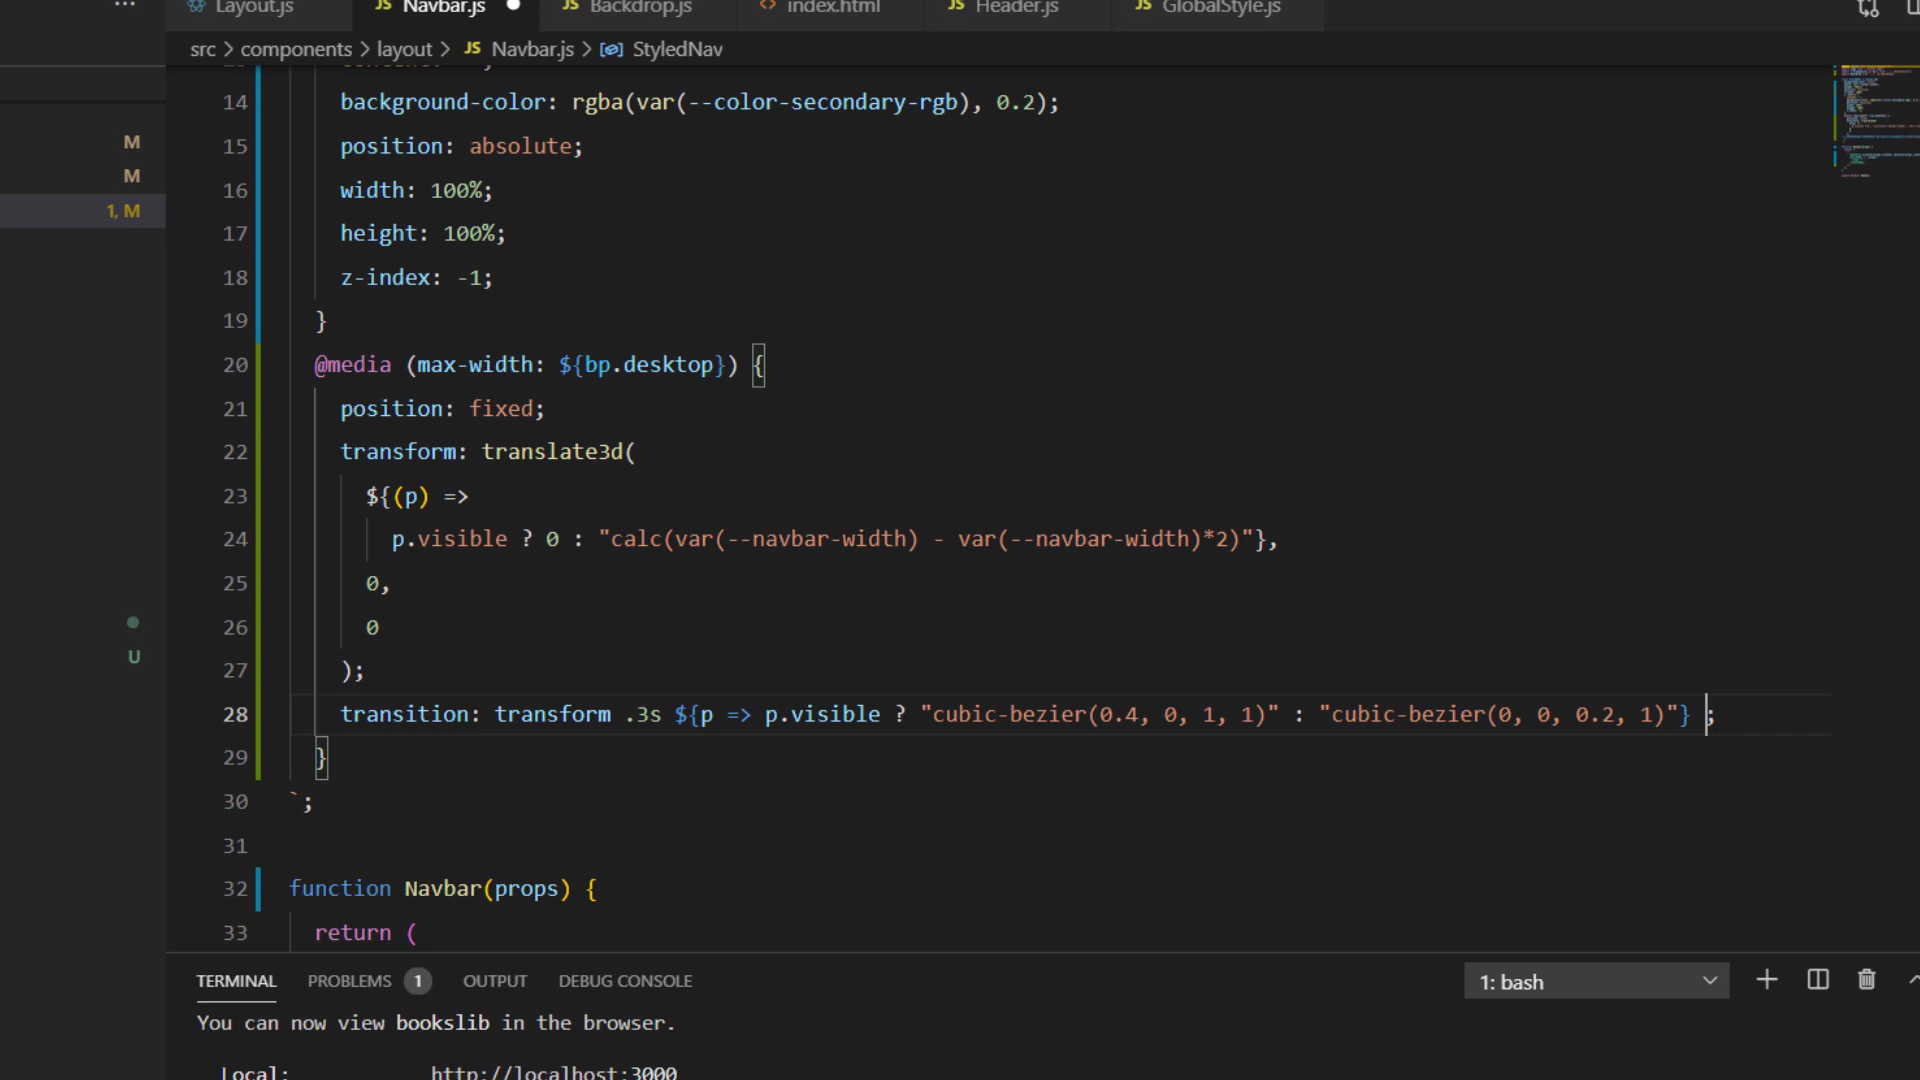 Layout.js JS Navbar.js JS Backdrop.js <> index.html JS Header.js JS GlobalStyle.js
src > components > layout > JS Navbar.js > StyledNav
14 background-color: rgba(var(--color-secondary-rgb), 0.2);
M
15 position: absolute;
M
16 width: 100%;
1, M
17 height: 100%;
18 z-index: -1;
19 }
20 @media (max-width: ${bp.desktop}) {
21 position: fixed;
22 transform: translate3d(
23 ${(p) =>
24 p.visible ? 0 : "calc(var(--navbar-width) - var(--navbar-width)*2)"},
25 0,
26 0
U
27 );
28 transition: transform .3s ${p => p.visible ? "cubic-bezier(0.4, 0, 1, 1)" : "cubic-bezier(0, 0, 0.2, 1)"} ;
29 }
30 `;
31
32 function Navbar(props) {
33 return (
TERMINAL PROBLEMS 1 OUTPUT DEBUG CONSOLE 1: bash
You can now view bookslib in the browser.
Local: http://localhost:3000